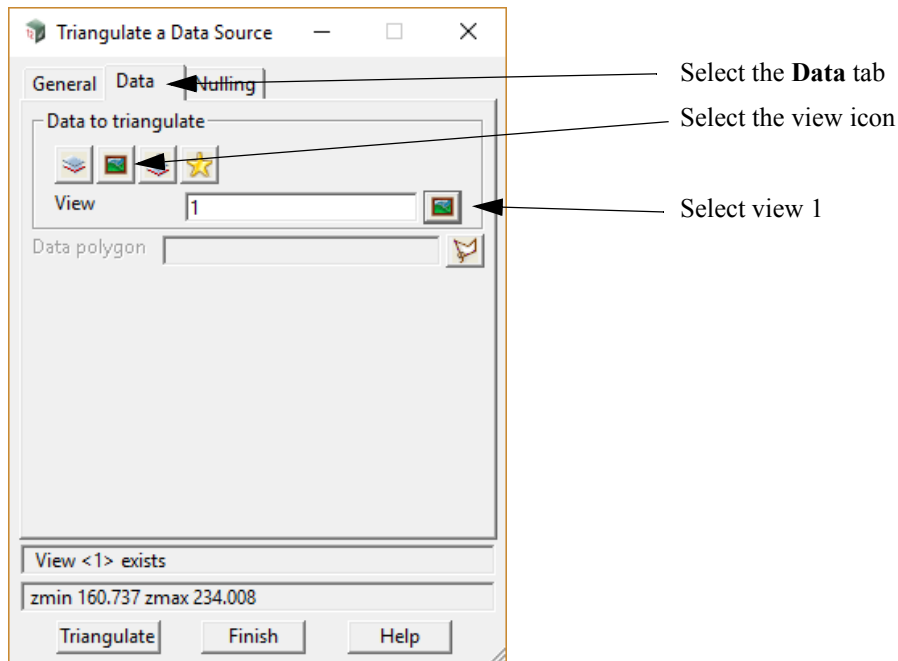 Triangulate a Data Source
General Data Nulling
Select the Data tab
Data to triangulate
Select the view icon
View 1
Select view 1
Data polygon
View <1> exists
zmin 160.737 zmax 234.008
Triangulate Finish Help